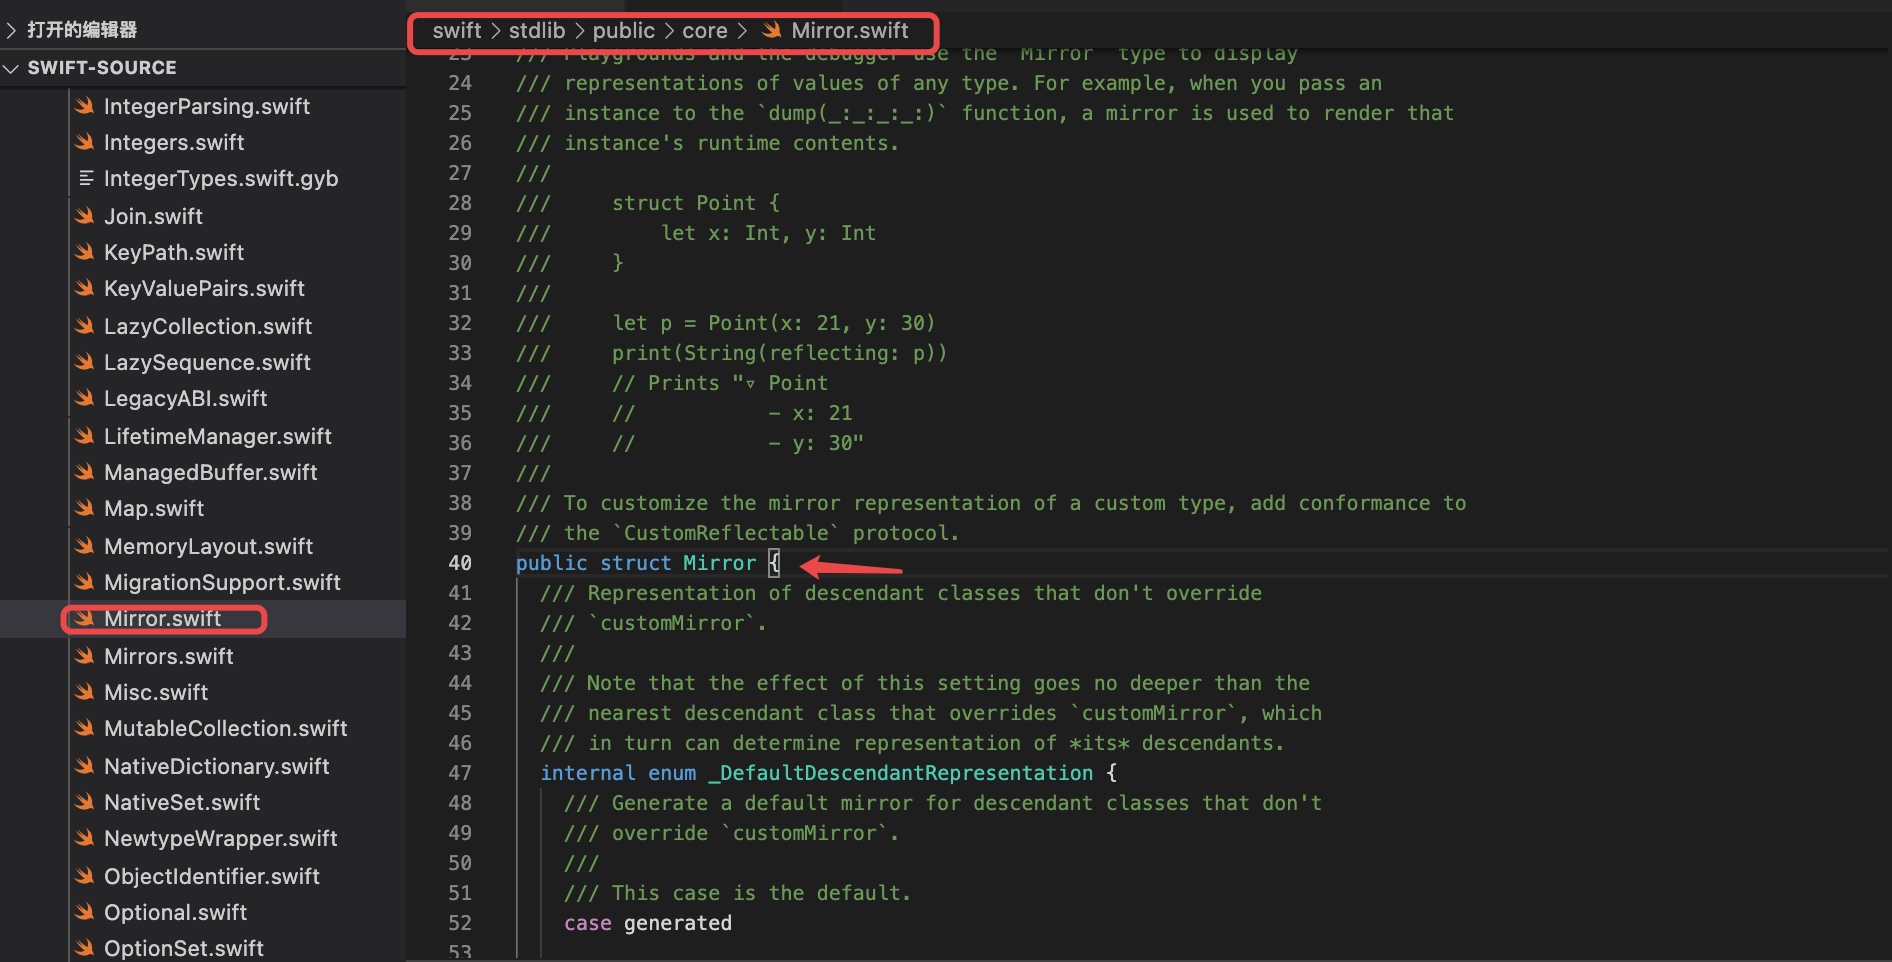 打开的编辑器
SWIFT-SOURCE
IntegerParsing.swift
Integers.swift
IntegerTypes.swift.gyb
Join.swift
KeyPath.swift
KeyValuePairs.swift
LazyCollection.swift
LazySequence.swift
LegacyABI.swift
LifetimeManager.swift
ManagedBuffer.swift
Map.swift
MemoryLayout.swift
MigrationSupport.swift
Mirror.swift
Mirrors.swift
Misc.swift
MutableCollection.swift
NativeDictionary.swift
NativeSet.swift
NewtypeWrapper.swift
ObjectIdentifier.swift
Optional.swift
OptionSet.swift
swift > stdlib > public > core > Mirror.swift
23 /// Playgrounds and the debugger use the `Mirror` type to display
24 /// representations of values of any type. For example, when you pass an
25 /// instance to the `dump(_:_:_:_:)` function, a mirror is used to render that
26 /// instance's runtime contents.
27 ///
28 /// struct Point {
29 /// let x: Int, y: Int
30 /// }
31 ///
32 /// let p = Point(x: 21, y: 30)
33 /// print(String(reflecting: p))
34 /// // Prints "▿ Point
35 /// // - x: 21
36 /// // - y: 30"
37 ///
38 /// To customize the mirror representation of a custom type, add conformance to
39 /// the `CustomReflectable` protocol.
40 public struct Mirror {
41 /// Representation of descendant classes that don't override
42 /// `customMirror`.
43 ///
44 /// Note that the effect of this setting goes no deeper than the
45 /// nearest descendant class that overrides `customMirror`, which
46 /// in turn can determine representation of *its* descendants.
47 internal enum _DefaultDescendantRepresentation {
48 /// Generate a default mirror for descendant classes that don't
49 /// override `customMirror`.
50 ///
51 /// This case is the default.
52 case generated
53